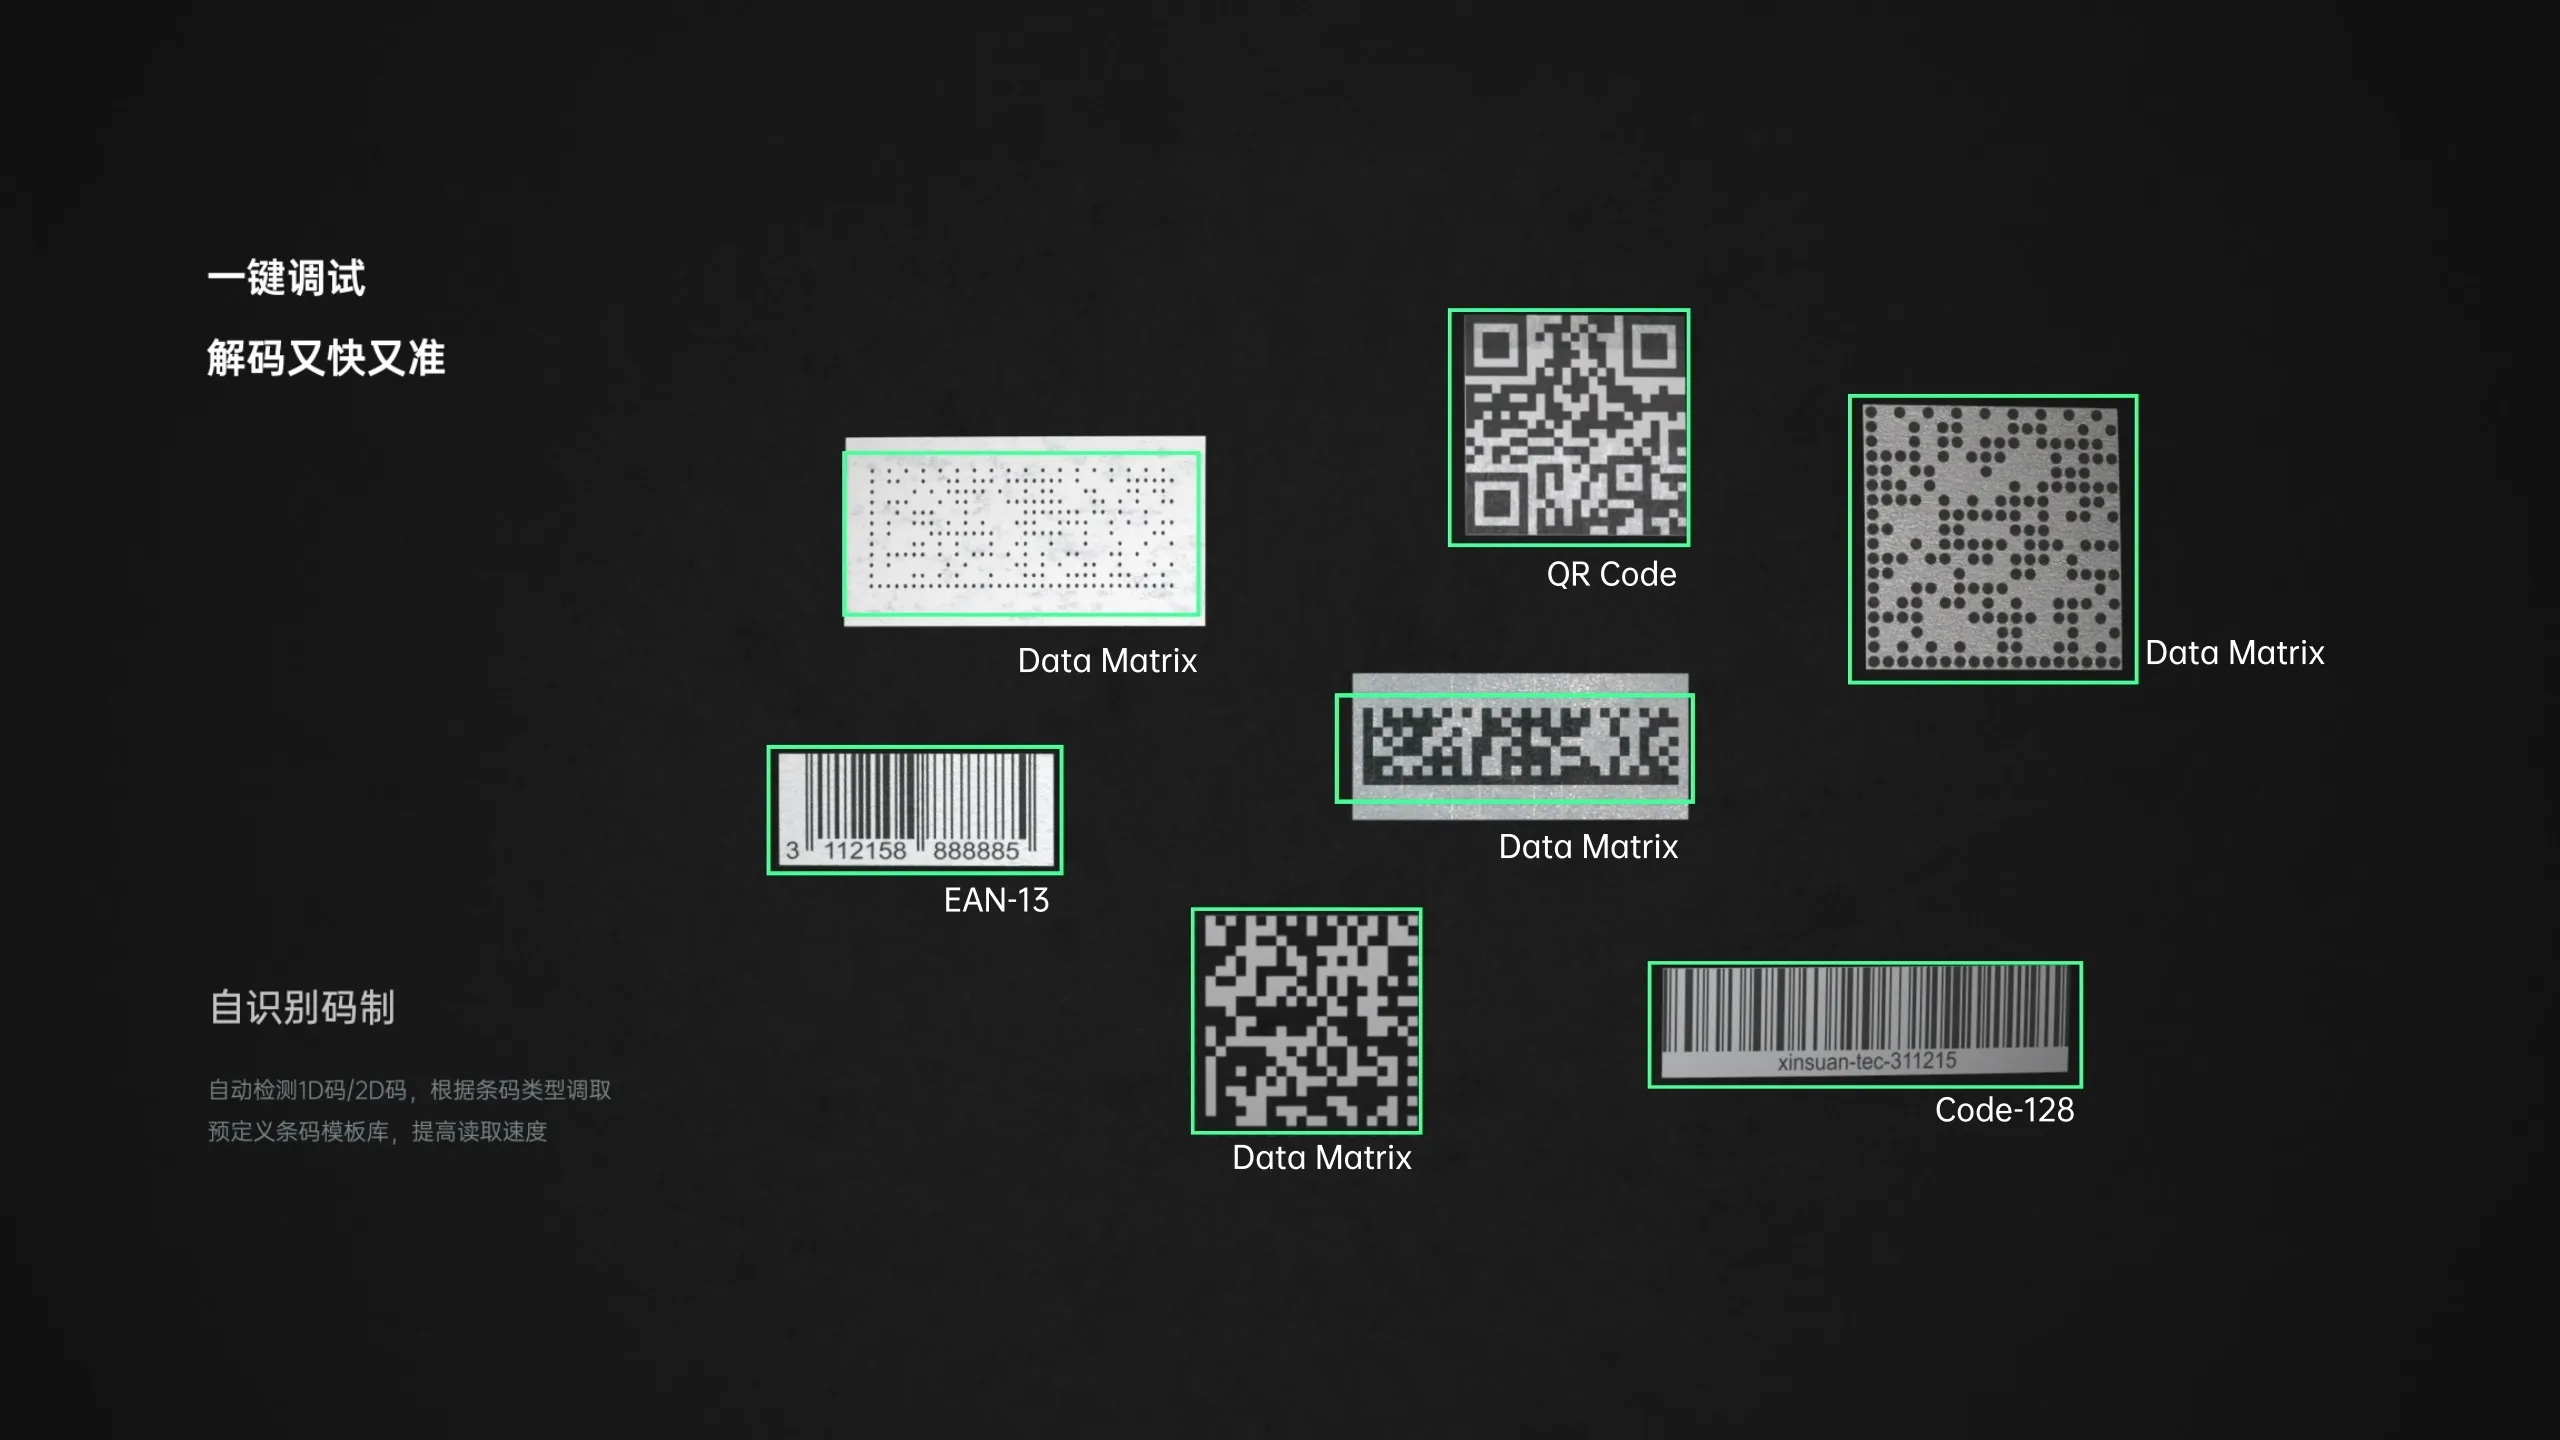 一键调试
解码又快又准
QR Code
Data Matrix
Data Matrix
Data Matrix
3 112158 888885
EAN-13
Data Matrix
xinsuan-tec-311215
Code-128
自识别码制
自动检测1D码/2D码，根据条码类型调取
预定义条码模板库，提高读取速度